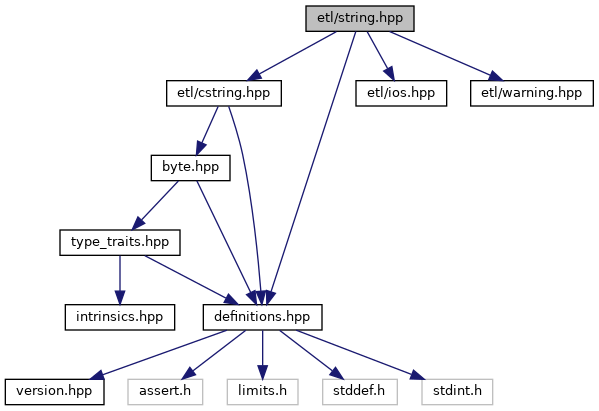 etl/string.hpp
etl/cstring.hpp
etl/ios.hpp
etl/warning.hpp
byte.hpp
type_traits.hpp
intrinsics.hpp
definitions.hpp
version.hpp
assert.h
limits.h
stddef.h
stdint.h